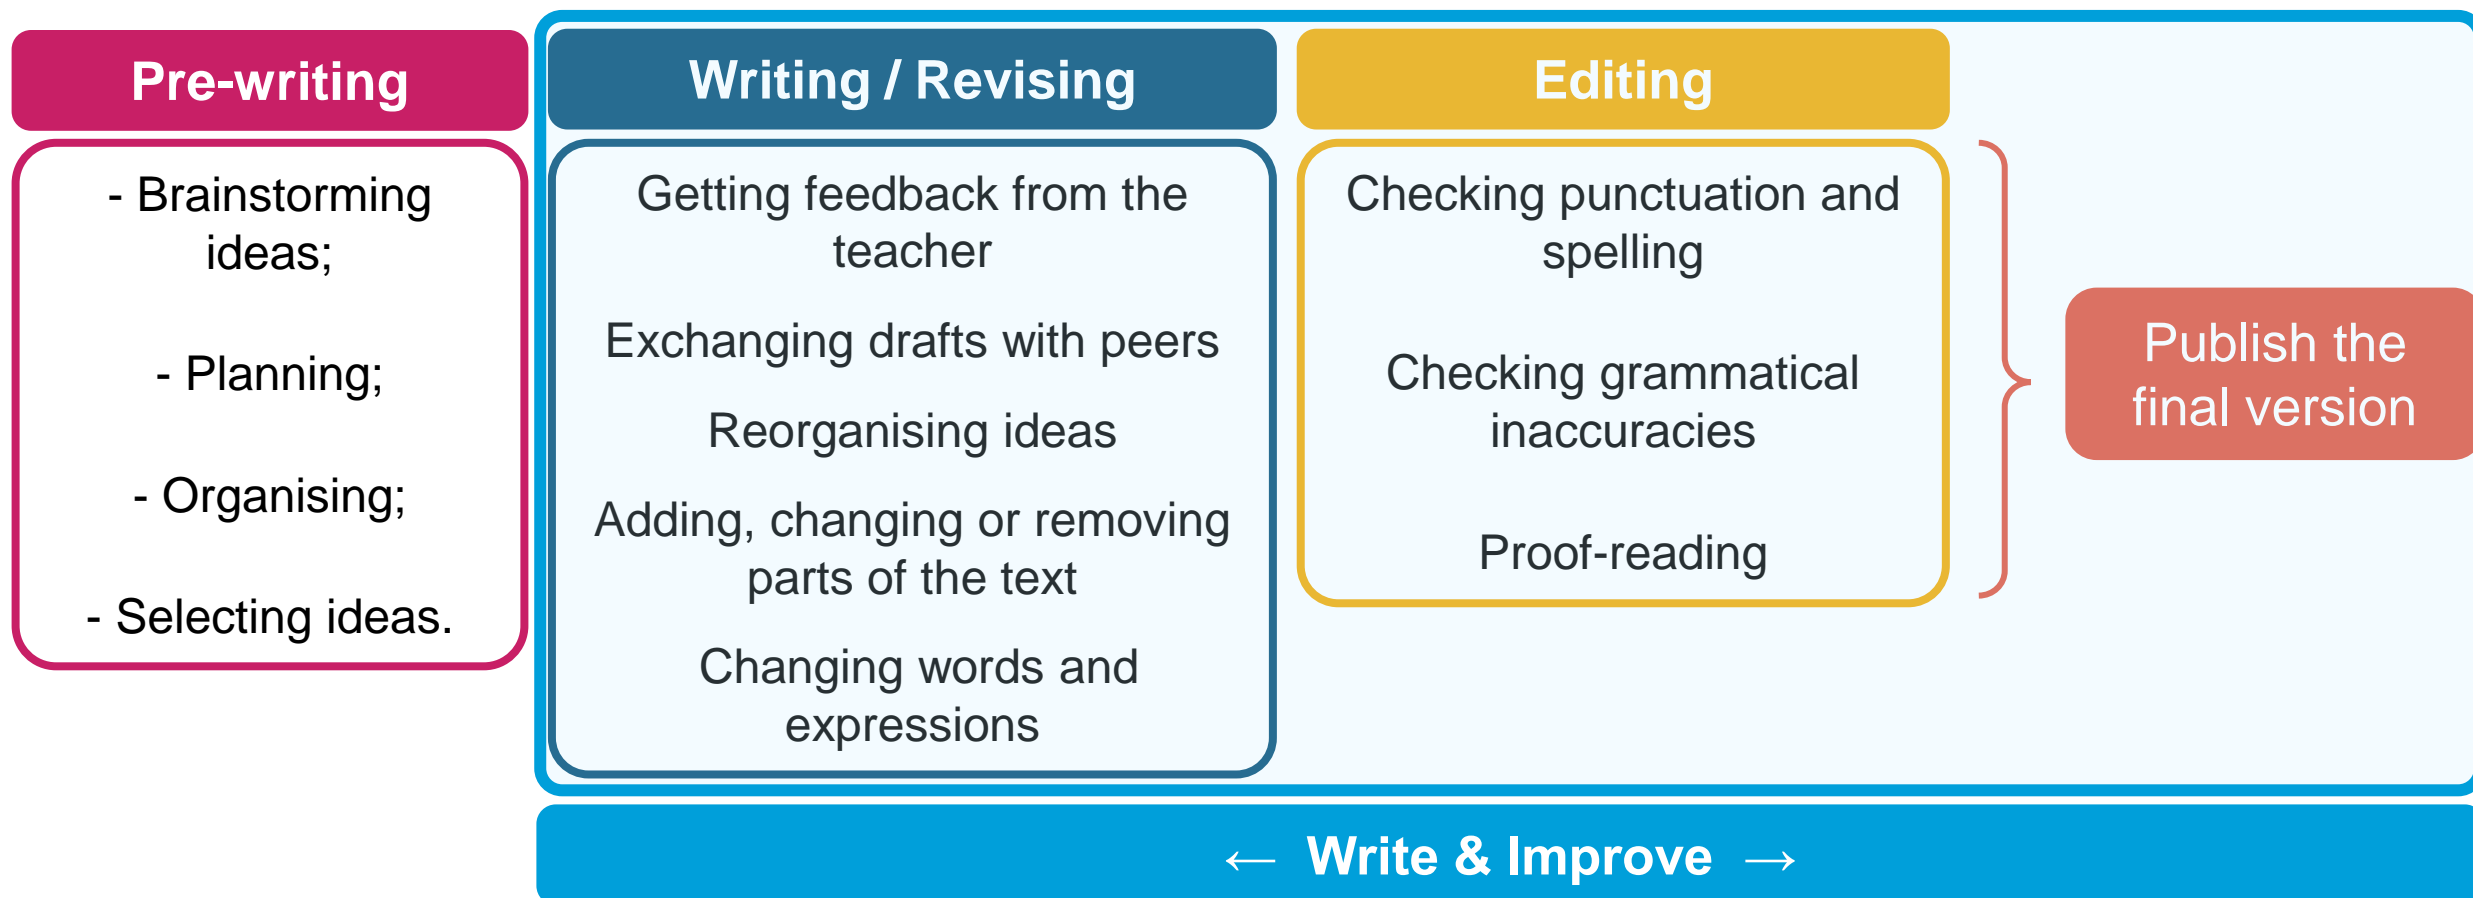 Pre-writing
- Brainstorming
ideas;
- Planning;
- Organising;
- Selecting ideas.
Writing / Revising
Getting feedback from the
teacher
Exchanging drafts with peers
Reorganising ideas
Adding, changing or removing
parts of the text
Changing words and
expressions
Editing
Checking punctuation and
spelling
Checking grammatical
inaccuracies
Proof-reading
Publish the
final version
← Write & Improve →